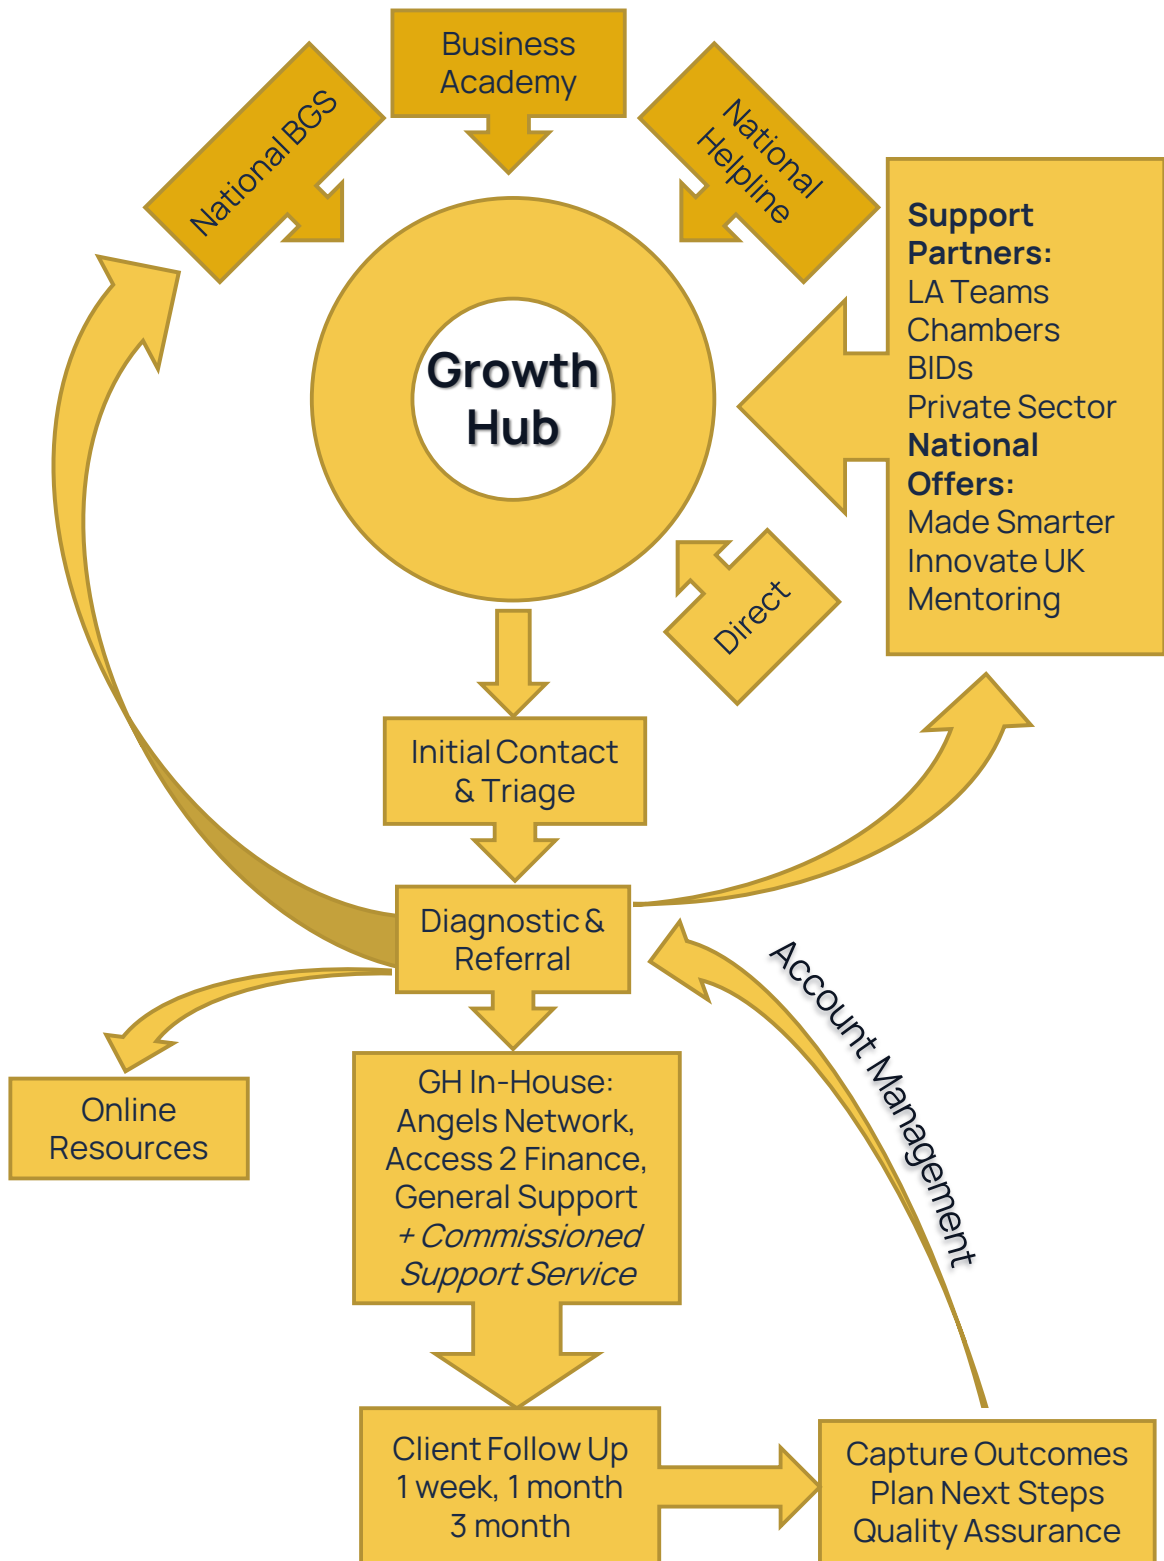 Business
Academy
National BGS
National
Helpline
Support
Partners:
LA Teams
Chambers
BIDs
Private Sector
National
Offers:
Made Smarter
Innovate UK
Mentoring
Growth
Hub
Direct
Initial Contact
& Triage
Diagnostic &
Referral
Account Management
Online
Resources
GH In-House:
Angels Network,
Access 2 Finance,
General Support
+ Commissioned
Support Service
Client Follow Up
1 week, 1 month
3 month
Capture Outcomes
Plan Next Steps
Quality Assurance